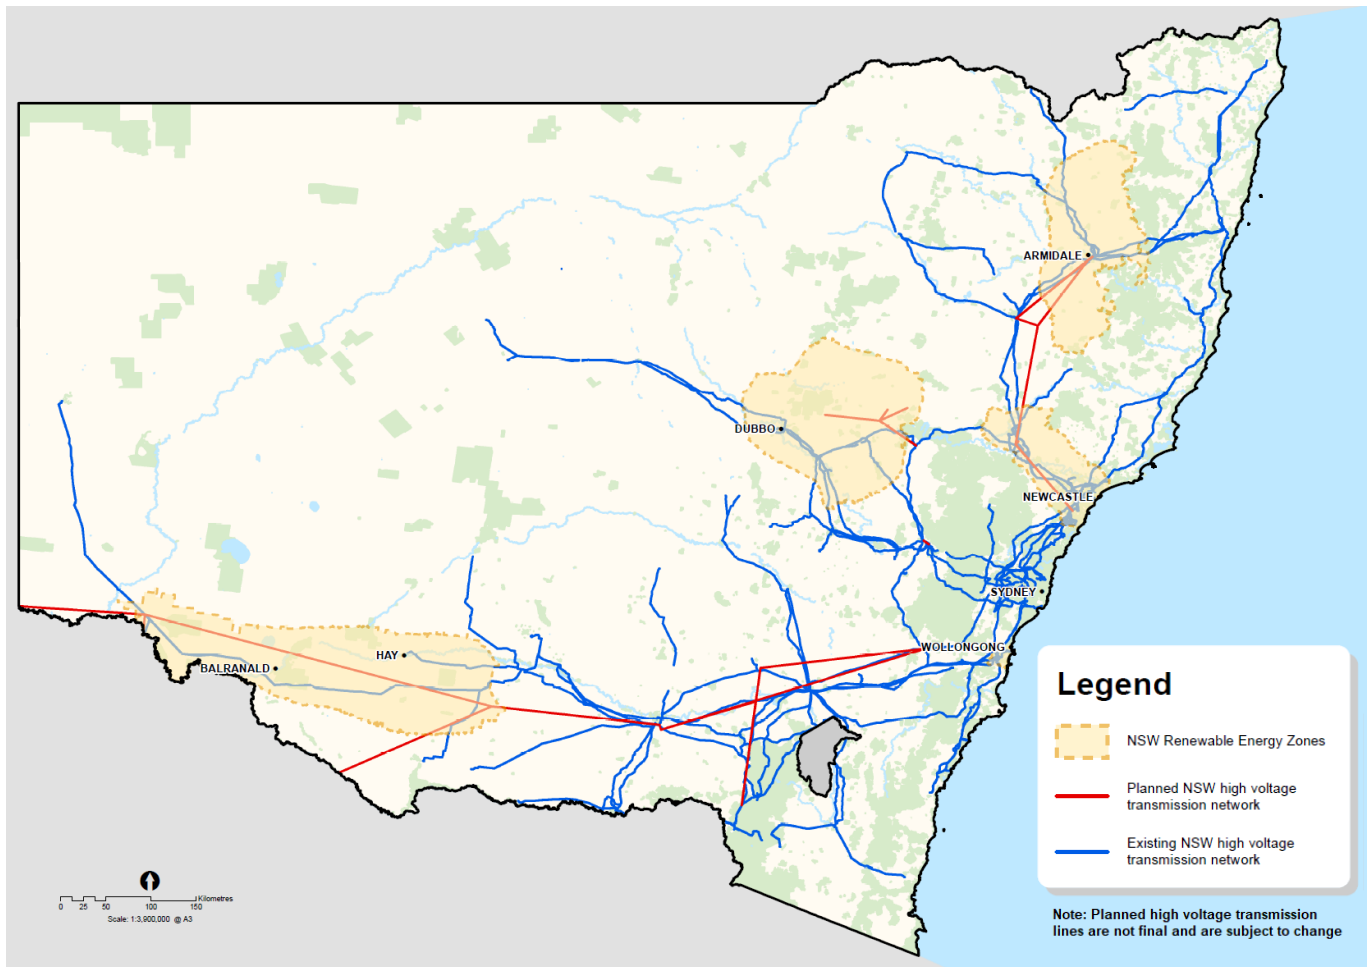 ARMIDALE
DUBBO
NEWCASTLE
SYDNEY
WOLLONGONG
HAY
BALRANALD
Legend
NSW Renewable Energy Zones
Planned NSW high voltage
transmission network
Existing NSW high voltage
transmission network
Note: Planned high voltage transmission
lines are not final and are subject to change
Kilometres
0 25 50 100 150
Scale: 1:3,900,000 @ A3